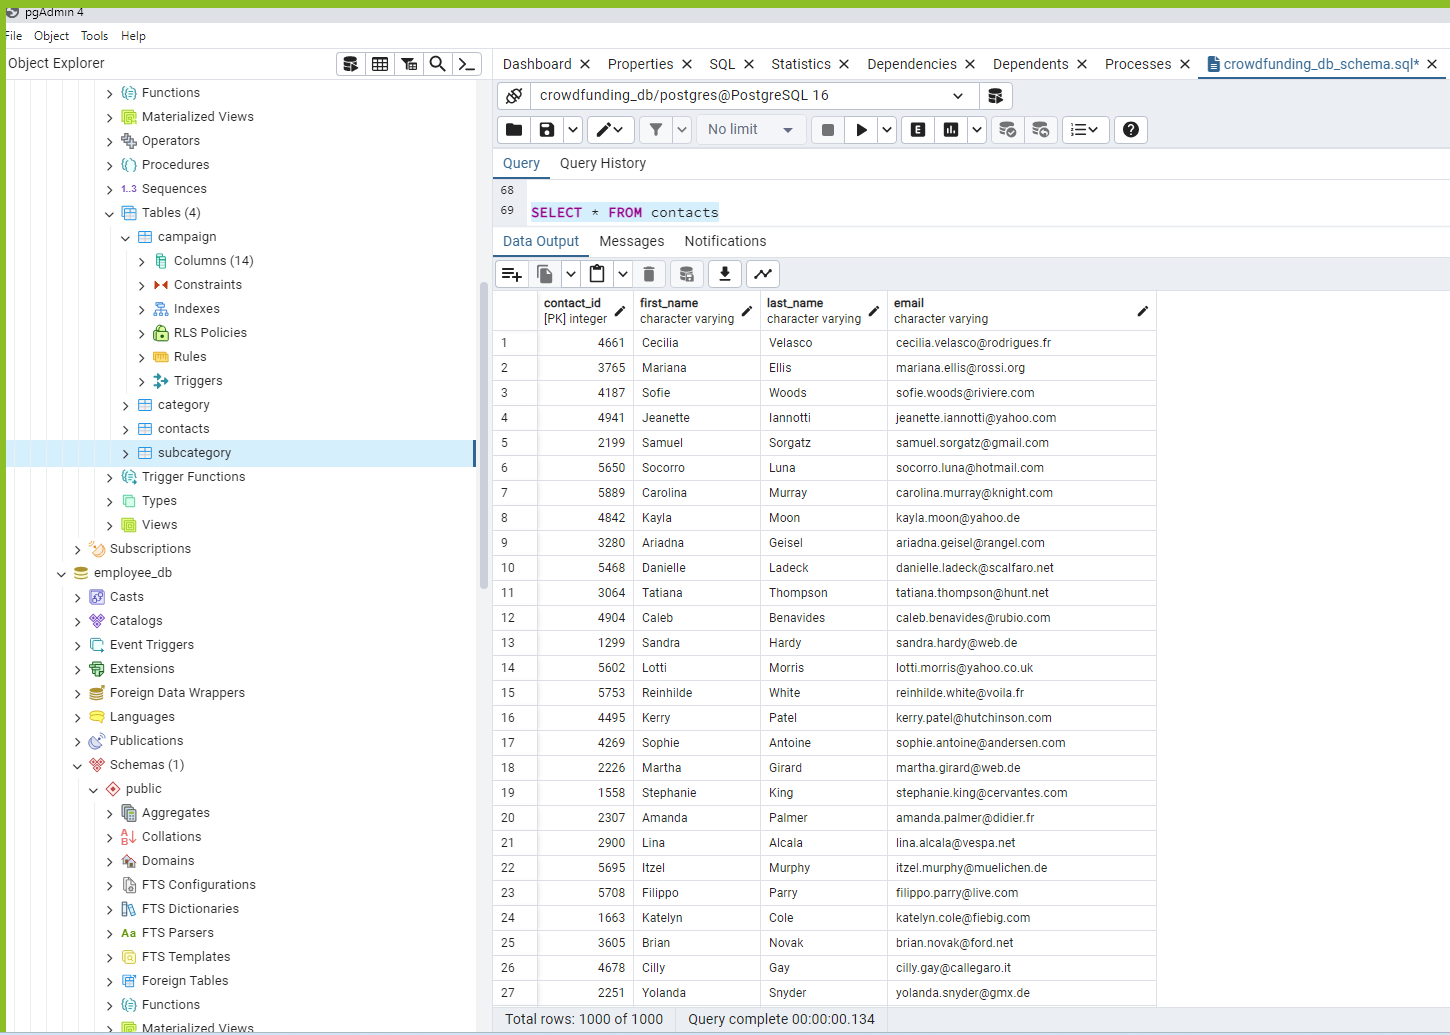 pgAdmin 4
File Object Tools Help
Object Explorer
Functions
Materialized Views
Operators
Procedures
1..3 Sequences
Tables (4)
campaign
Columns (14)
Constraints
Indexes
RLS Policies
Rules
Triggers
category
contacts
subcategory
Trigger Functions
Types
Views
Subscriptions
employee_db
Casts
Catalogs
Event Triggers
Extensions
Foreign Data Wrappers
Languages
Publications
Schemas (1)
public
Aggregates
Collations
Domains
FTS Configurations
FTS Dictionaries
Aa FTS Parsers
FTS Templates
Foreign Tables
Functions
Materialized Views
Dashboard Properties SQL Statistics Dependencies Dependents Processes crowdfunding_db_schema.sql*
crowdfunding_db/postgres@PostgreSQL 16
No limit E
Query Query History
68
69 SELECT * FROM contacts
Data Output Messages Notifications
contact_id first_name last_name email
[PK] integer character varying character varying character varying
1 4661 Cecilia Velasco cecilia.velasco@rodrigues.fr
2 3765 Mariana Ellis mariana.ellis@rossi.org
3 4187 Sofie Woods sofie.woods@riviere.com
4 4941 Jeanette Iannotti jeanette.iannotti@yahoo.com
5 2199 Samuel Sorgatz samuel.sorgatz@gmail.com
6 5650 Socorro Luna socorro.luna@hotmail.com
7 5889 Carolina Murray carolina.murray@knight.com
8 4842 Kayla Moon kayla.moon@yahoo.de
9 3280 Ariadna Geisel ariadna.geisel@rangel.com
10 5468 Danielle Ladeck danielle.ladeck@scalfaro.net
11 3064 Tatiana Thompson tatiana.thompson@hunt.net
12 4904 Caleb Benavides caleb.benavides@rubio.com
13 1299 Sandra Hardy sandra.hardy@web.de
14 5602 Lotti Morris lotti.morris@yahoo.co.uk
15 5753 Reinhilde White reinhilde.white@voila.fr
16 4495 Kerry Patel kerry.patel@hutchinson.com
17 4269 Sophie Antoine sophie.antoine@andersen.com
18 2226 Martha Girard martha.girard@web.de
19 1558 Stephanie King stephanie.king@cervantes.com
20 2307 Amanda Palmer amanda.palmer@didier.fr
21 2900 Lina Alcala lina.alcala@vespa.net
22 5695 Itzel Murphy itzel.murphy@muelichen.de
23 5708 Filippo Parry filippo.parry@live.com
24 1663 Katelyn Cole katelyn.cole@fiebig.com
25 3605 Brian Novak brian.novak@ford.net
26 4678 Cilly Gay cilly.gay@callegaro.it
27 2251 Yolanda Snyder yolanda.snyder@gmx.de
Total rows: 1000 of 1000 Query complete 00:00:00.134